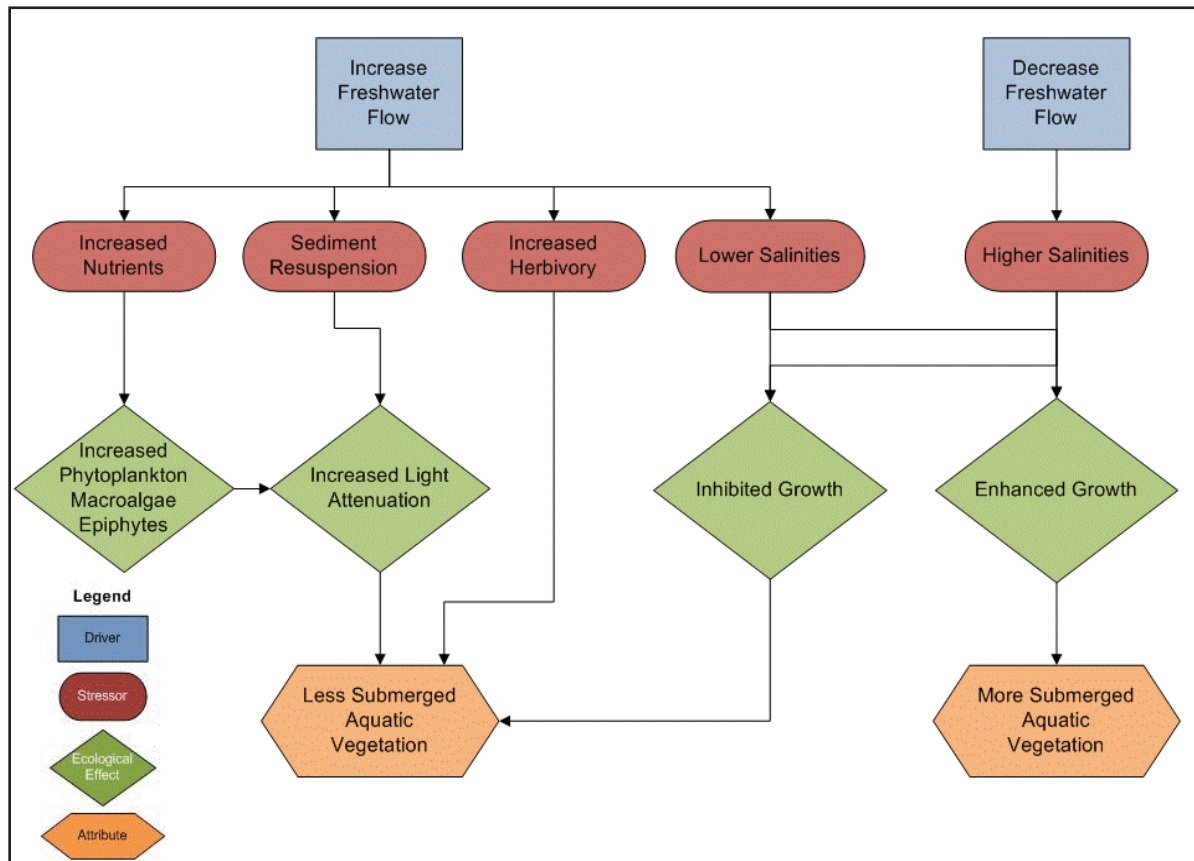 Increase
Freshwater
Flow
Decrease
Freshwater
Flow
Increased
Nutrients
Sediment
Resuspension
Increased
Herbivory
Lower Salinities
Higher Salinities
Increased
Phytoplankton
Macroalgae
Epiphytes
Increased Light
Attenuation
Inhibited Growth
Enhanced Growth
Less Submerged
Aquatic
Vegetation
More Submerged
Aquatic
Vegetation
Legend
Driver
Stressor
Ecological
Effect
Attribute